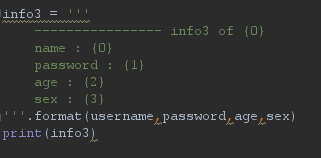 info3 = '''
---------------- info3 of {0}
name : {0}
password : {1}
age : {2}
sex : {3}
'''.format(username,password,age,sex)
print(info3)